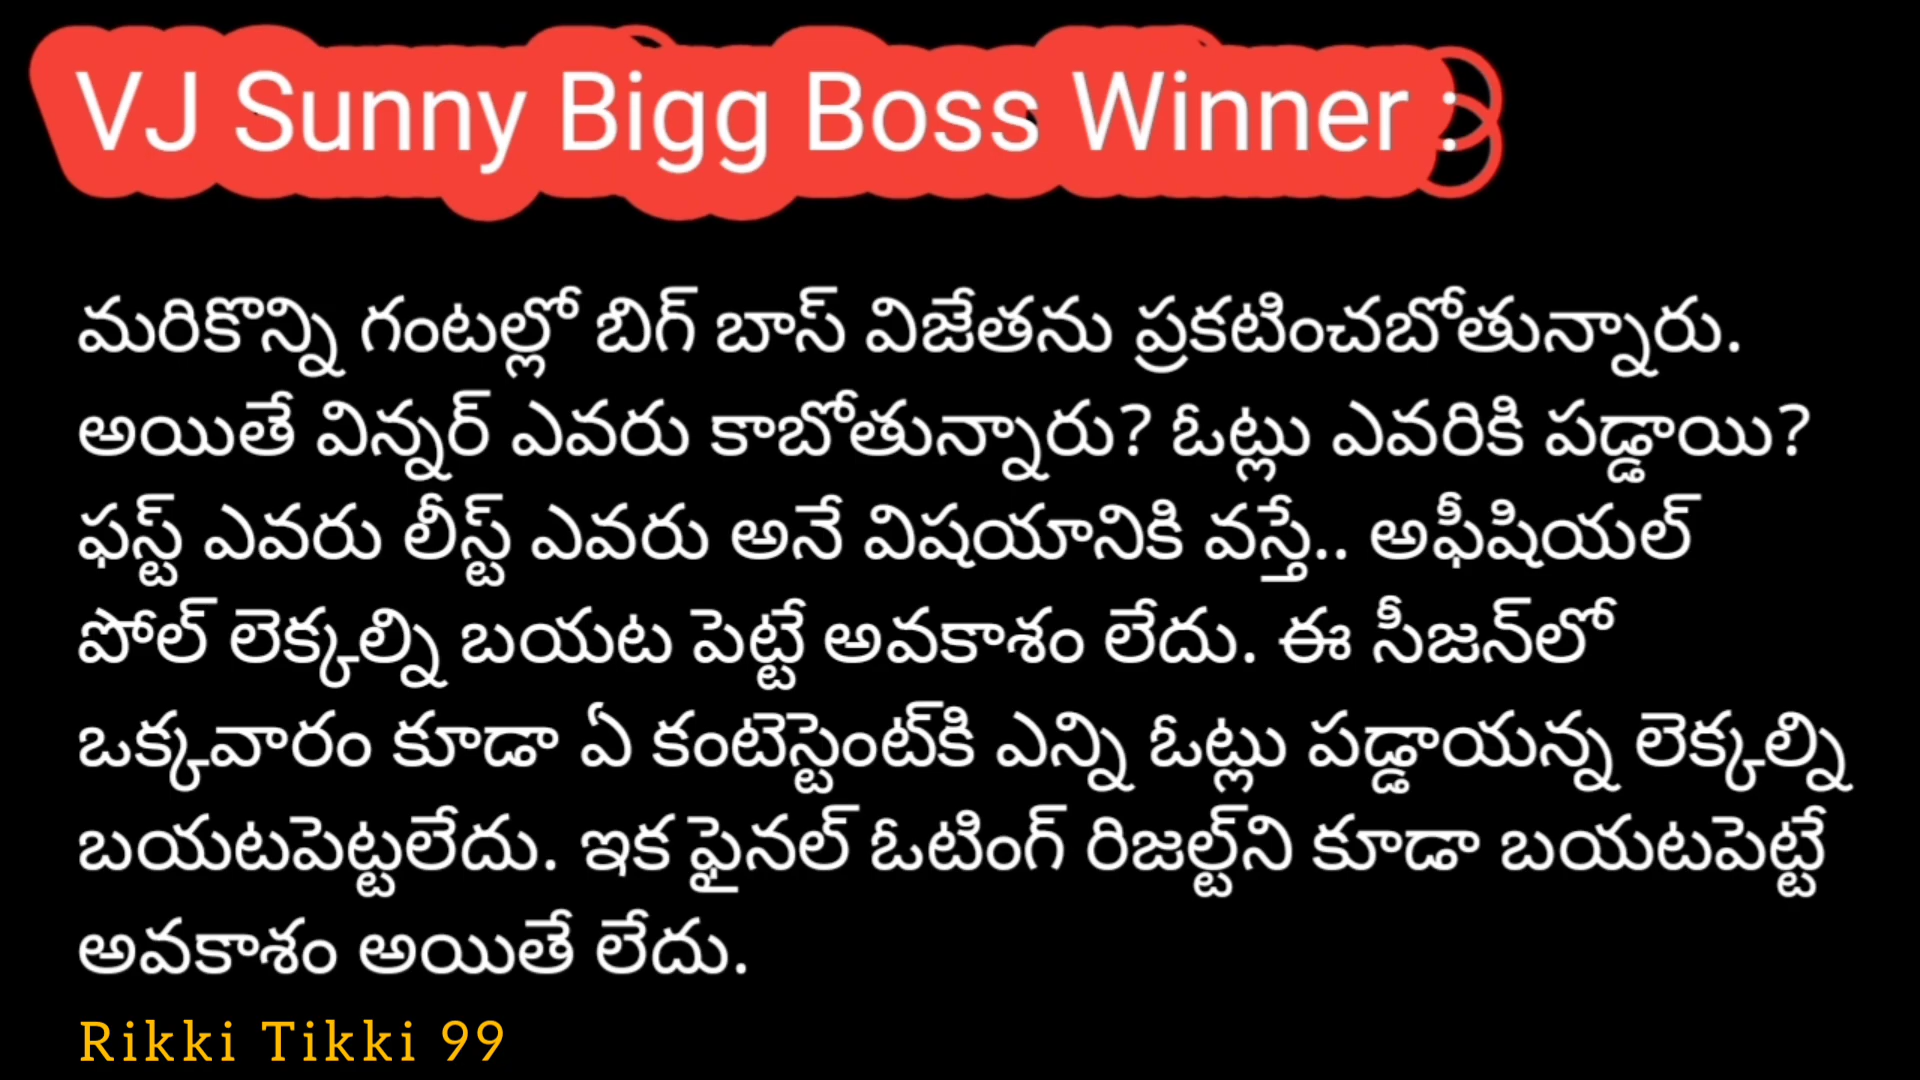 VJ Sunny Bigg Boss Winner :
మరికొన్ని గంటల్లో బిగ్ బాస్ విజేతను ప్రకటించబోతున్నారు.
అయితే విన్నర్ ఎవరు కాబోతున్నారు? ఓట్లు ఎవరికి పడ్డాయి?
ఫస్ట్ ఎవరు లీస్ట్ ఎవరు అనే విషయానికి వస్తే.. అఫీషియల్
పోల్ లెక్కల్ని బయట పెట్టే అవకాశం లేదు. ఈ సీజన్‌లో
ఒక్కవారం కూడా ఏ కంటెస్టెంట్‌కి ఎన్ని ఓట్లు పడ్డాయన్న లెక్కల్ని
బయటపెట్టలేదు. ఇక ఫైనల్ ఓటింగ్ రిజల్ట్‌ని కూడా బయటపెట్టే
అవకాశం అయితే లేదు.
Rikki Tikki 99